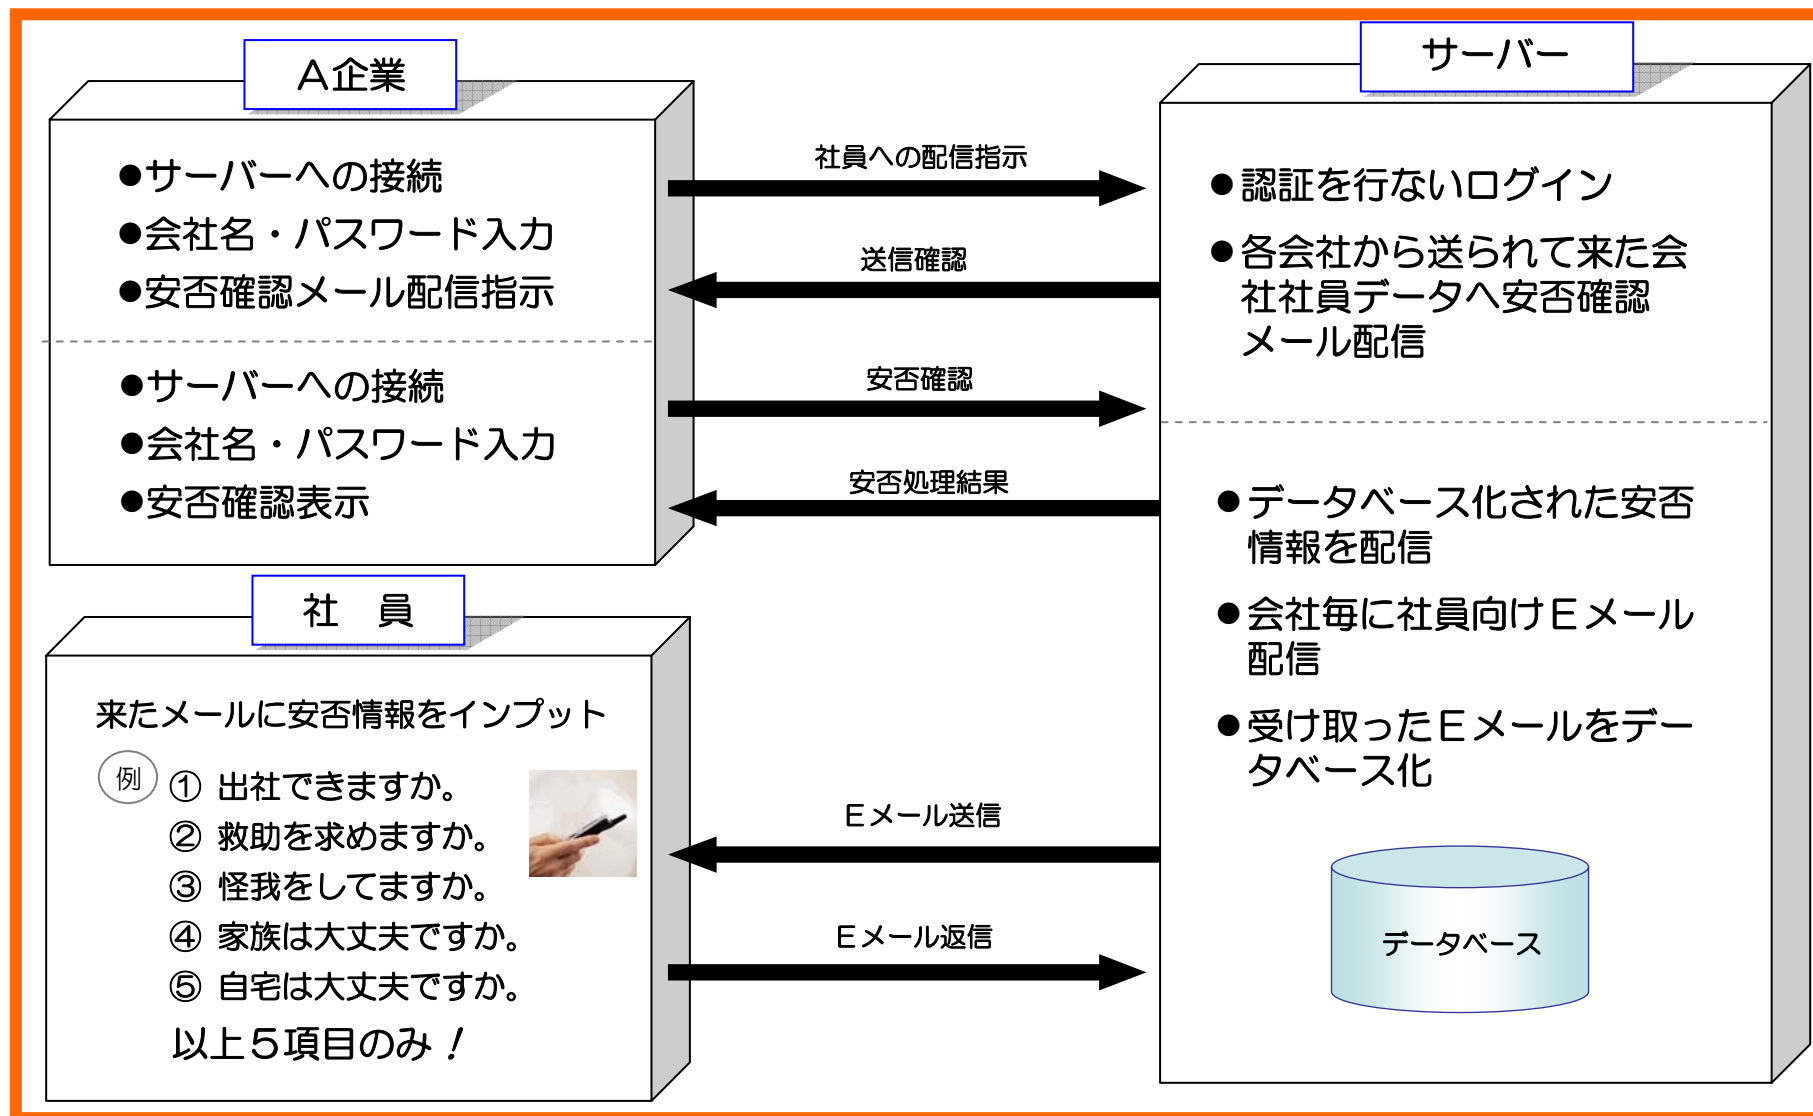 A企業
●サーバーへの接続
●会社名・パスワード入力
●安否確認メール配信指示
●サーバーへの接続
●会社名・パスワード入力
●安否確認表示
社員への配信指示
送信確認
安否確認
安否処理結果
サーバー
●認証を行ないログイン
●各会社から送られて来た会
社社員データへ安否確認
メール配信
●データベース化された安否
情報を配信
●会社毎に社員向けEメール
配信
●受け取ったEメールをデー
タベース化
データベース
社　員
来たメールに安否情報をインプット
例
① 出社できますか。
② 救助を求めますか。
③ 怪我をしてますか。
④ 家族は大丈夫ですか。
⑤ 自宅は大丈夫ですか。
以上5項目のみ！
Eメール送信
Eメール返信